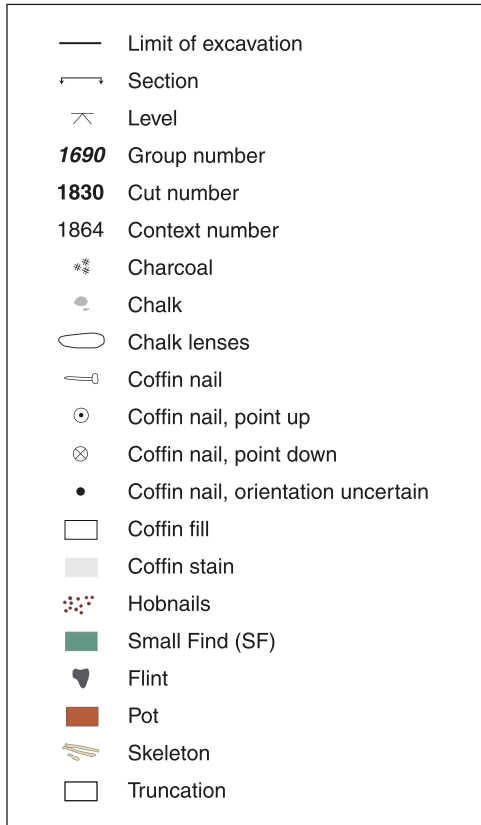 Limit of excavation
Section
Level
1690 Group number
1830 Cut number
1864 Context number
Charcoal
Chalk
Chalk lenses
Coffin nail
Coffin nail, point up
Coffin nail, point down
Coffin nail, orientation uncertain
Coffin fill
Coffin stain
Hobnails
Small Find (SF)
Flint
Pot
Skeleton
Truncation